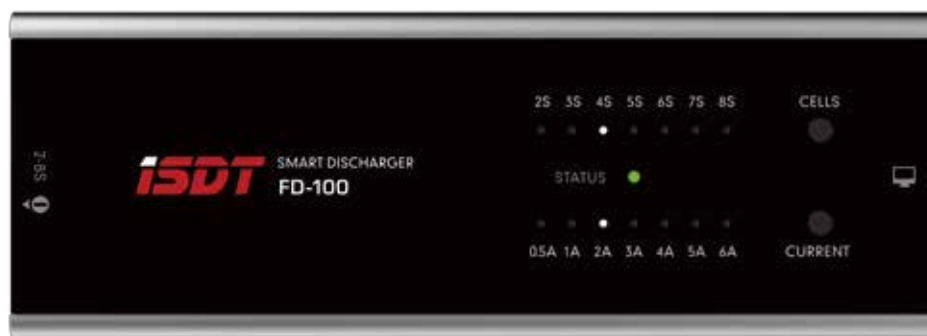 2S 3S 4S 5S 6S 7S 8S
CELLS
2-8S
iSDT
SMART DISCHARGER
FD-100
STATUS
0.5A 1A 2A 3A 4A 5A 6A
CURRENT